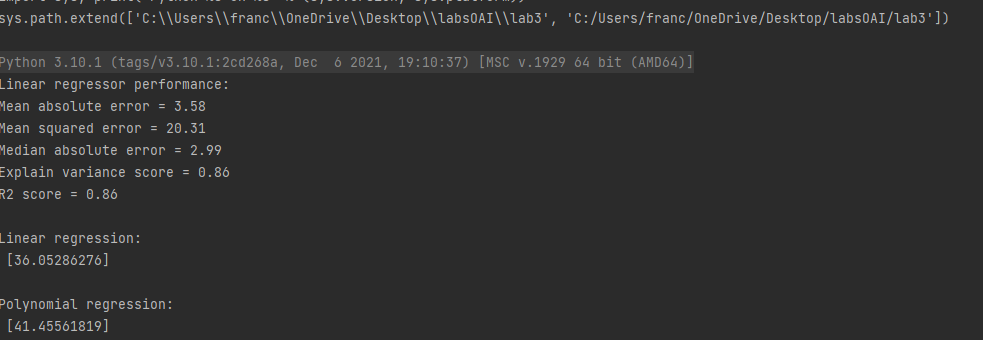 sys.path.extend(['C:\\Users\\franc\\OneDrive\\Desktop\\labsOAI\\lab3', 'C:/Users/franc/OneDrive/Desktop/labsOAI/lab3'])
Python 3.10.1 (tags/v3.10.1:2cd268a, Dec  6 2021, 19:10:37) [MSC v.1929 64 bit (AMD64)]
Linear regressor performance:
Mean absolute error = 3.58
Mean squared error = 20.31
Median absolute error = 2.99
Explain variance score = 0.86
R2 score = 0.86
Linear regression:
[36.05286276]
Polynomial regression:
[41.45561819]